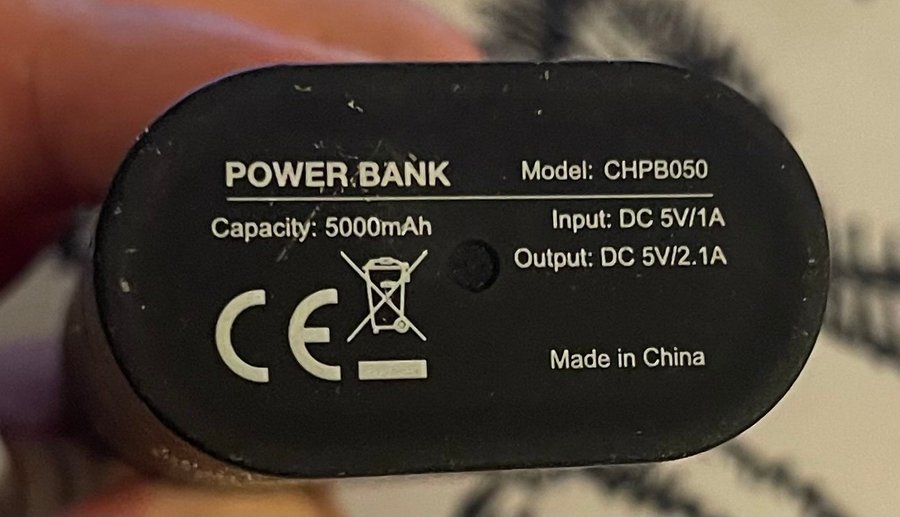 POWER BANK
Model: CHPB050
Capacity: 5000mAh
Input: DC 5V/1A
Output: DC 5V/2.1A
CE
Made in China